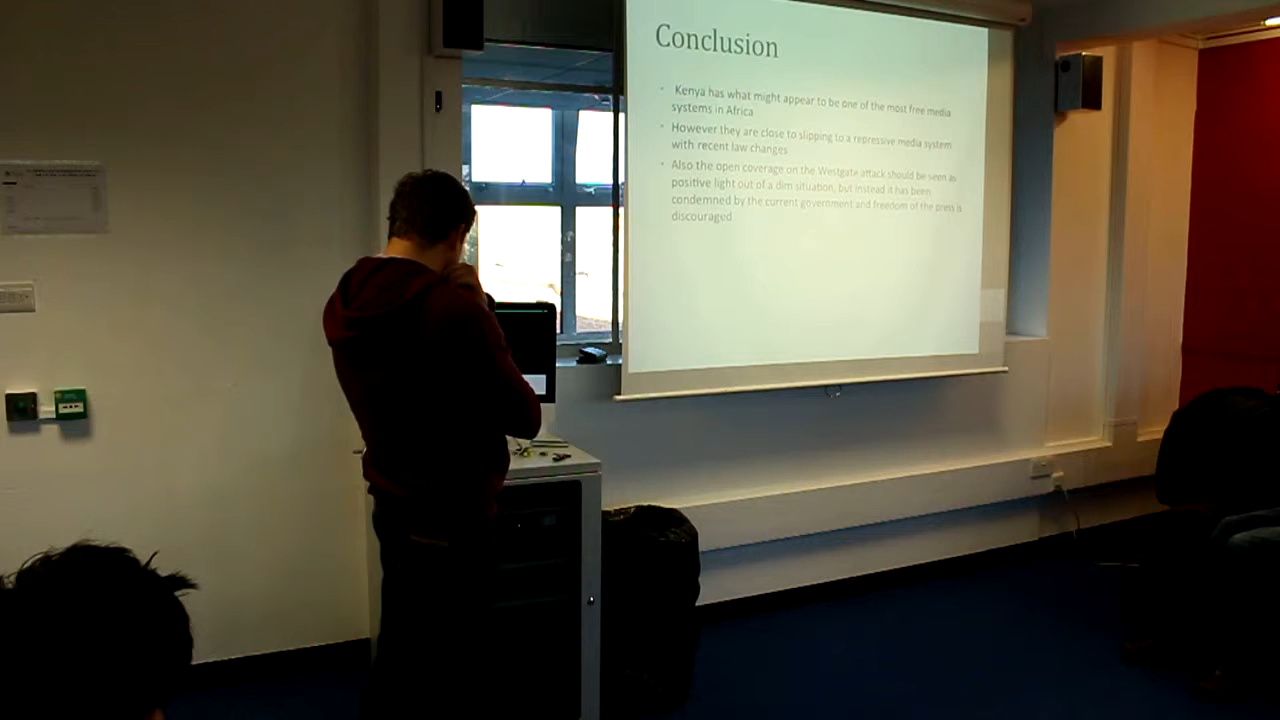 Conclusion
Kenya has what might appear to be one of the most free media
systems in Africa
However they are close to slipping to a repressive media system
with recent law changes
Also the open coverage on the Westgate attack should be seen as
positive light out of a dim situation, but instead it has been
condemned by the current government and freedom of the press is
discouraged